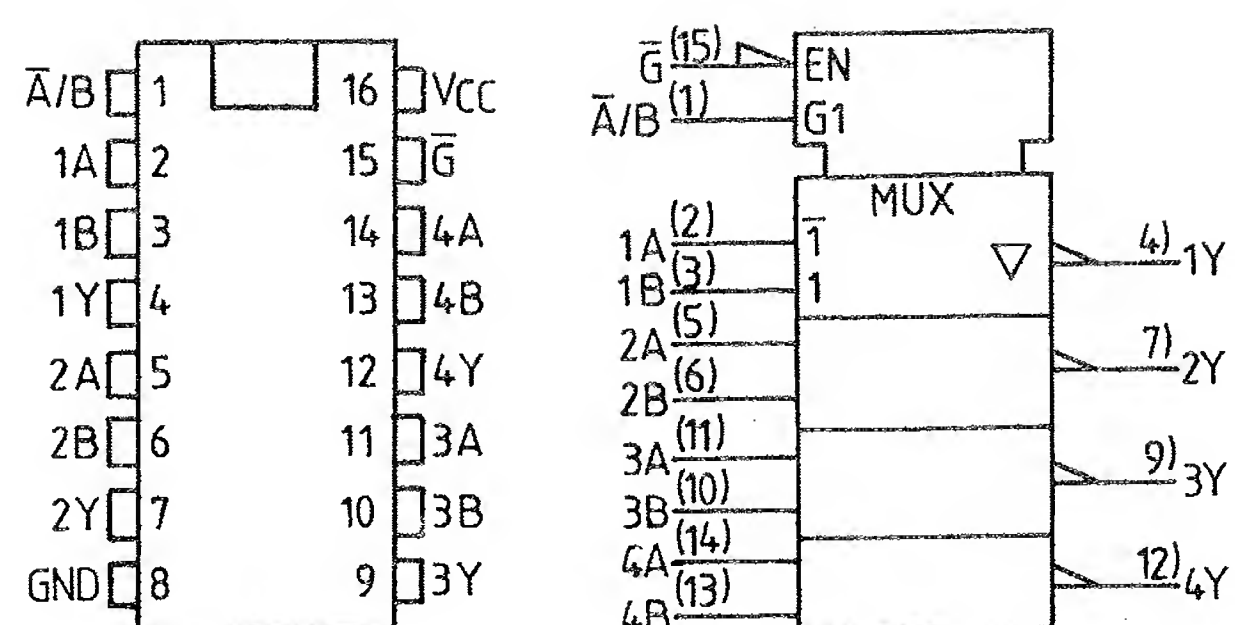 A̅/B 1 16 VCC
1A 2 15 G̅
1B 3 14 4A
1Y 4 13 4B
2A 5 12 4Y
2B 6 11 3A
2Y 7 10 3B
GND 8 9 3Y
G̅ (15) EN
A̅/B (1) G1
MUX
1A (2) 1̅ 4) 1Y
1B (3) 1
2A (5) 7) 2Y
2B (6)
3A (11) 9) 3Y
3B (10)
4A (14) 12) 4Y
4B (13)